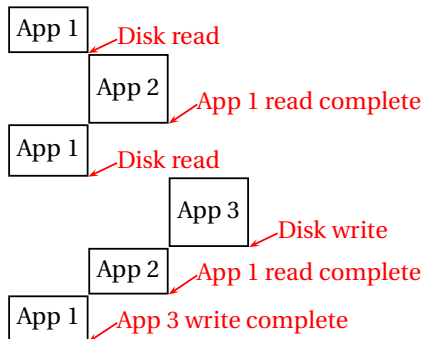 App 1
Disk read
App 2
App 1 read complete
App 1
Disk read
App 3
Disk write
App 2
App 1 read complete
App 1
App 3 write complete